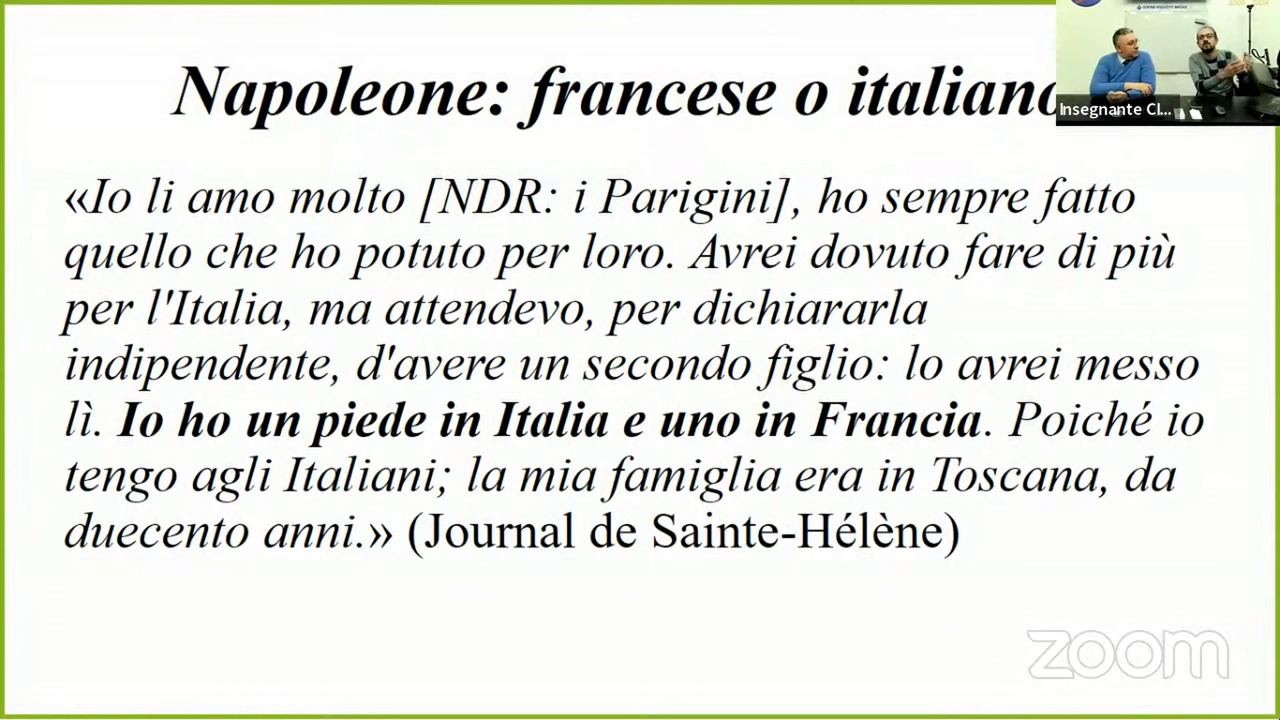 Napoleone: francese o italiano
«Io li amo molto [NDR: i Parigini], ho sempre fatto
quello che ho potuto per loro. Avrei dovuto fare di più
per l'Italia, ma attendevo, per dichiararla
indipendente, d'avere un secondo figlio: lo avrei messo
lì. Io ho un piede in Italia e uno in Francia. Poiché io
tengo agli Italiani; la mia famiglia era in Toscana, da
duecento anni.» (Journal de Sainte-Hélène)
Insegnante Cl...
zoom